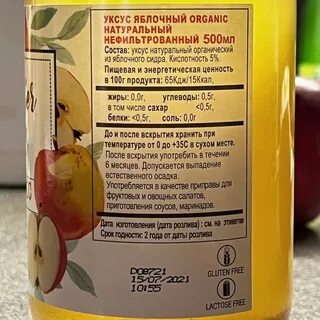 УКСУС ЯБЛОЧНЫЙ ORGANIC
НАТУРАЛЬНЫЙ
НЕФИЛЬТРОВАННЫЙ 500МЛ
Состав: уксус натуральный органический
из яблочного сидра. Кислотность 5%.
Пищевая и энергетическая ценность
в 100г продукта: 65Кдж/15Ккал,
жиры: 0,0г, углеводы: 0,5г,
в том числе сахар <0,5г,
белки: <0,5г, соль: 0,0г
До и после вскрытия хранить при
температуре от 0 до +35С в сухом месте.
После вскрытия употребить в течении
6 месяцев. Допускается выпадение
естественного осадка.
Употребляется в качестве приправы для
фруктовых и овощных салатов,
приготовления соусов, маринадов.
Дата изготовления (дата розлива) : см. на этикетке
Срок годности: 2 года от даты розлива
DOB721
15/07/2021
10:55
GLUTEN FREE
LACTOSE FREE